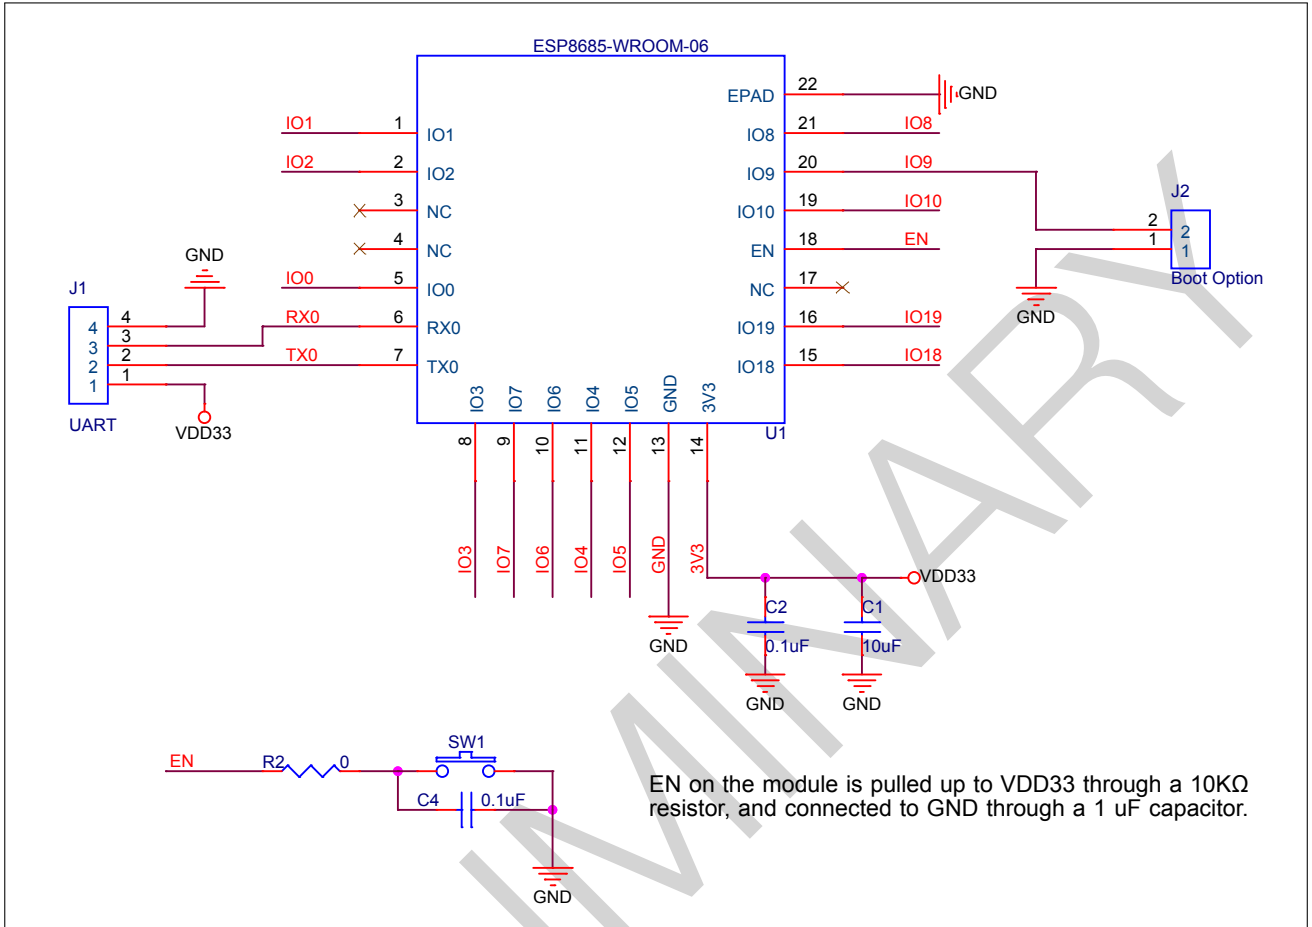 ESP8685-WROOM-06
EPAD
22
GND
IO1
1
IO1
IO8
21
IO8
IO2
2
IO2
IO9
20
IO9
3
NC
IO10
19
IO10
J2
4
NC
EN
18
EN
2
2
1
1
Boot Option
GND
GND
IO0
5
IO0
NC
17
J1
4
4
3
3
2
2
1
1
UART
VDD33
RX0
6
RX0
IO19
16
IO19
TX0
7
TX0
IO18
15
IO18
IO3
IO7
IO6
IO4
IO5
GND
3V3
U1
8
9
10
11
12
13
14
IO3
IO7
IO6
IO4
IO5
GND
3V3
VDD33
C2
0.1uF
C1
10uF
GND
GND
GND
EN
R2
0
SW1
C4
0.1uF
GND
EN on the module is pulled up to VDD33 through a 10KΩ
resistor, and connected to GND through a 1 uF capacitor.
MINARY